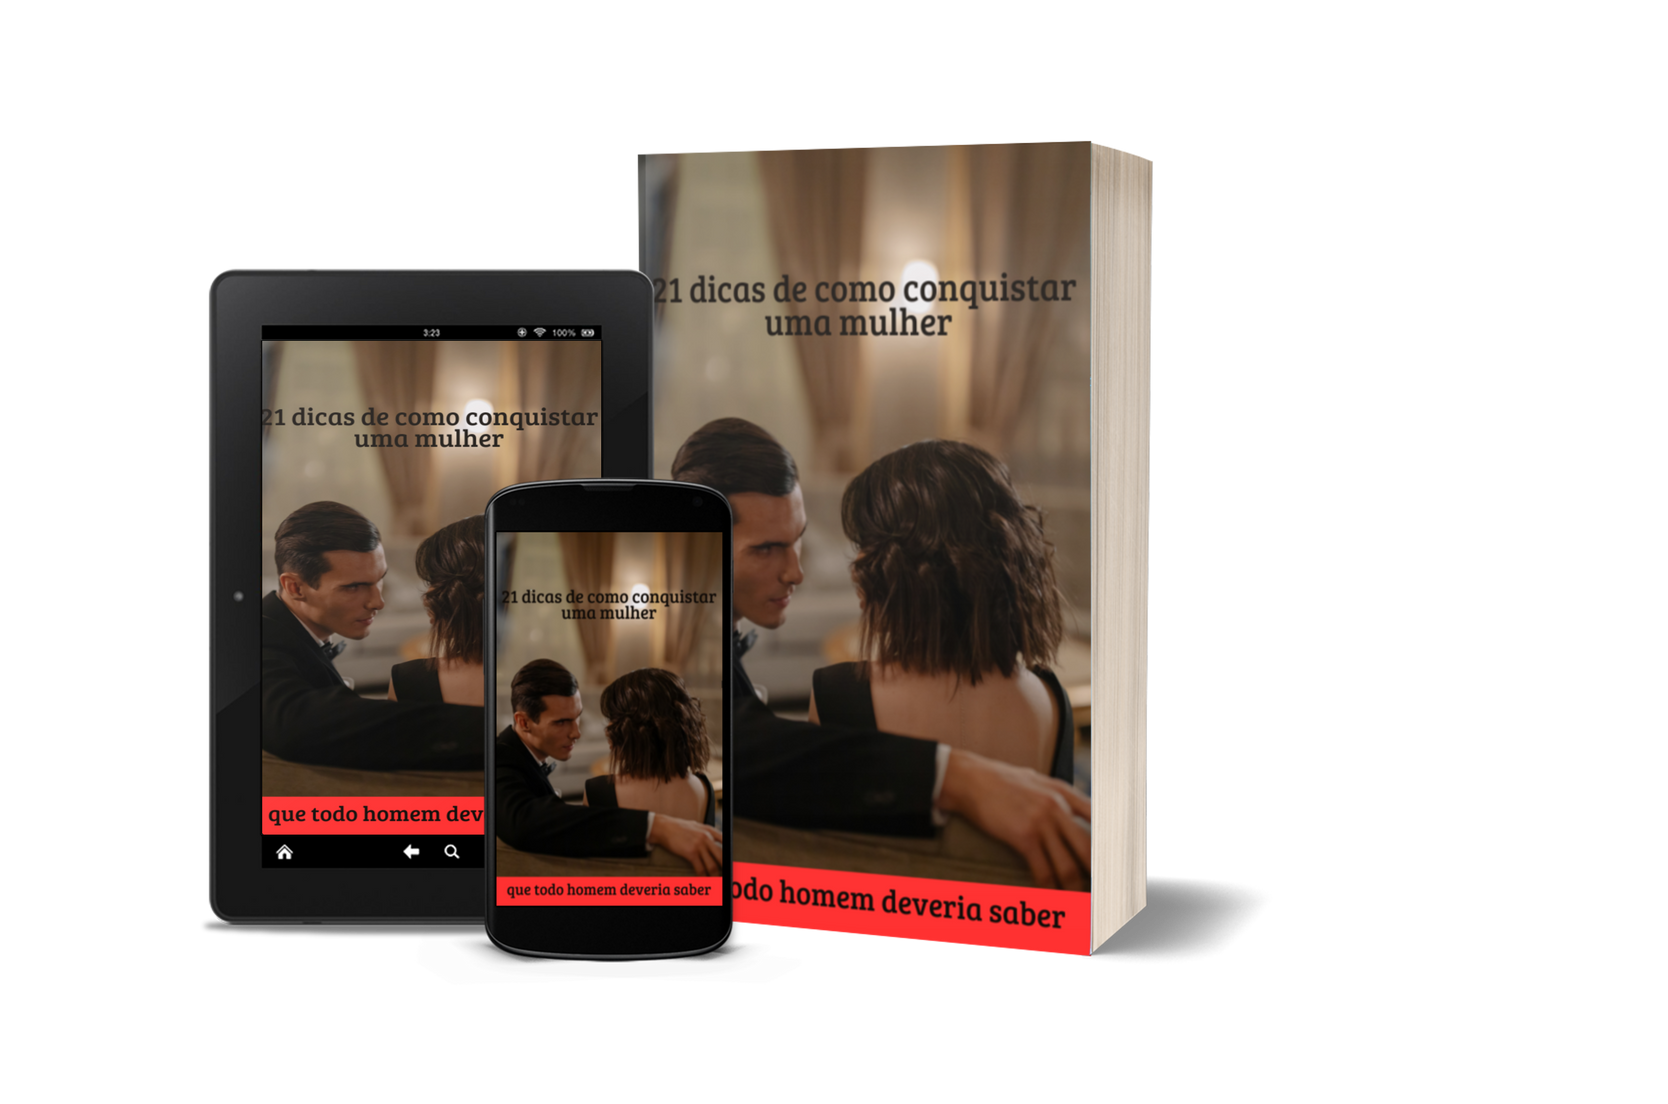 3:23 100%
21 dicas de como conquistar
uma mulher
que todo homem dev
21 dicas de como conquistar
uma mulher
que todo homem deveria saber
21 dicas de como conquistar
uma mulher
odo homem deveria saber